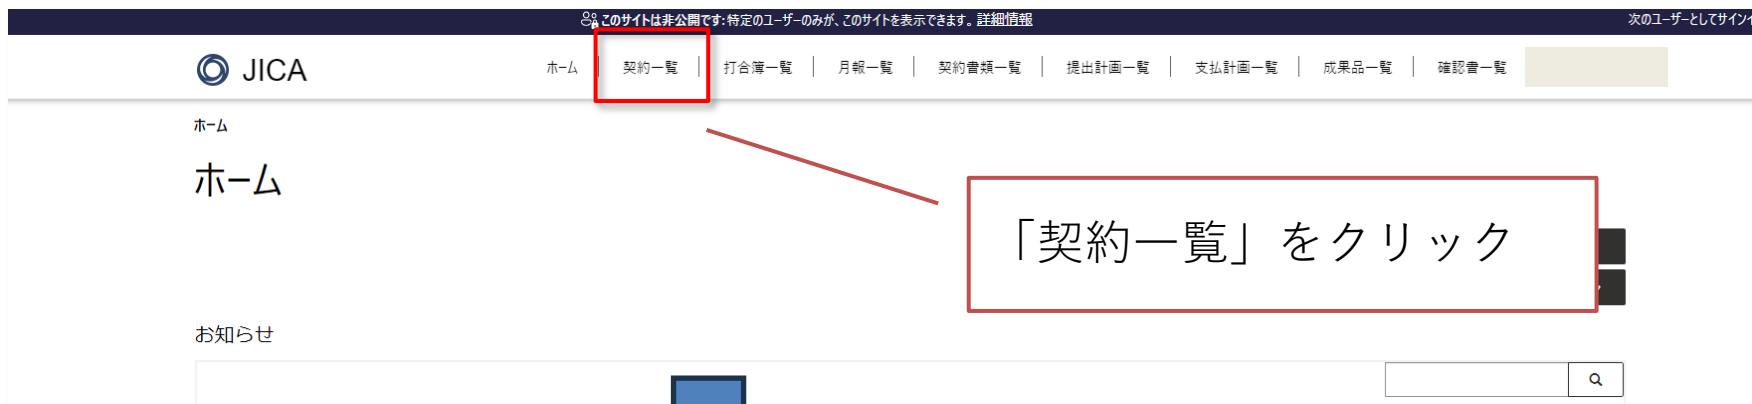 このサイトは非公開です: 特定のユーザーのみが、このサイトを表示できます。 詳細情報
次のユーザーとしてサイン
JICA
ホーム | 契約一覧 | 打合簿一覧 | 月報一覧 | 契約書類一覧 | 提出計画一覧 | 支払計画一覧 | 成果品一覧 | 確認書一覧
ホーム
ホーム
「契約一覧」をクリック
お知らせ